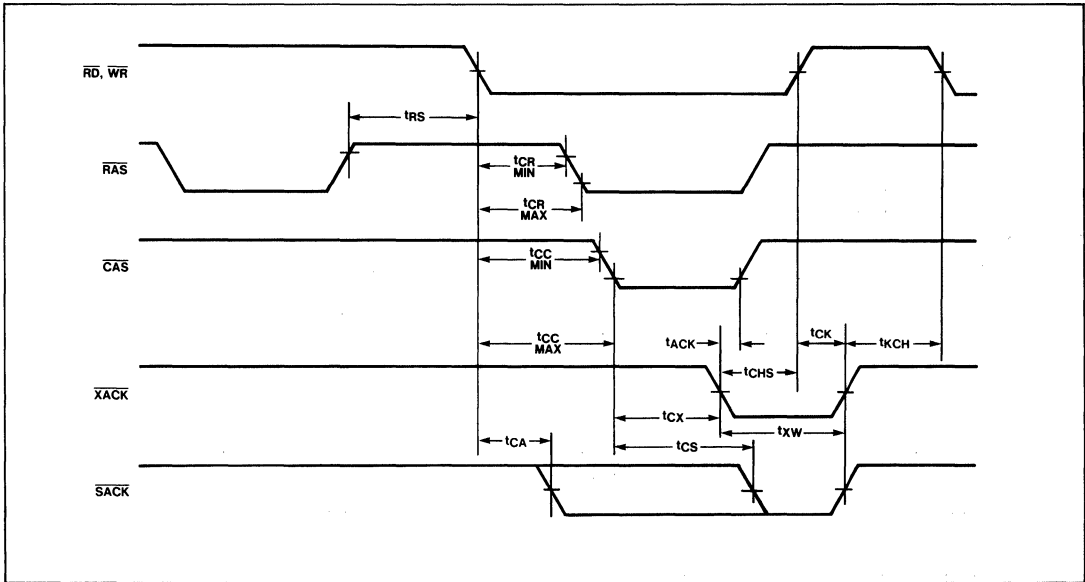 RD, WR
tRS
RAS
tCR
MIN
tCR
MAX
CAS
tCC
MIN
tCC
MAX
tACK
tCK
tKCH
tCHS
XACK
tCX
tXW
tCA
tCS
SACK